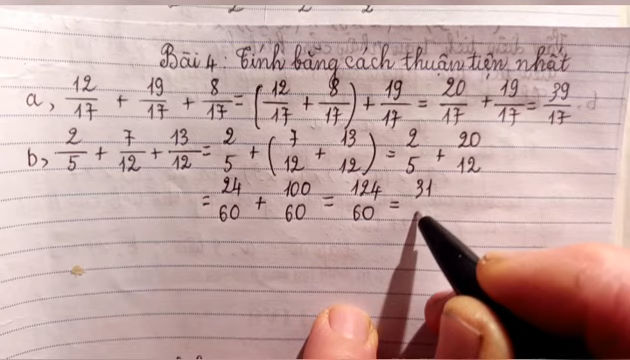 Bài 4: Tính bằng cách thuận tiện nhất
a, 12/17 + 19/17 + 8/17 = (12/17 + 8/17) + 19/17 = 20/17 + 19/17 = 39/17
b, 2/5 + 7/12 + 13/12 = 2/5 + (7/12 + 13/12) = 2/5 + 20/12
= 24/60 + 100/60 = 124/60 = 31